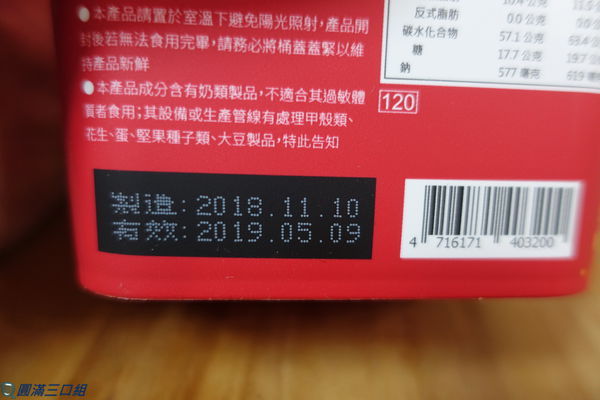 ●本產品請置於室溫下避免陽光照射，產品開
封後若無法食用完畢，請務必將桶蓋蓋緊以維
持產品新鮮
●本產品成分含有奶類製品，不適合其過敏體
質者食用；其設備或生產管線有處理甲殼類、
花生、蛋、堅果種子類、大豆製品，特此告知
反式脂肪 0.0 公克 0.0
碳水化合物 57.1 公克
糖 17.7 公克
鈉 577 毫克 619
120
製造: 2018.11.10
有效: 2019.05.09
4 716171 403200
圓滿三口組